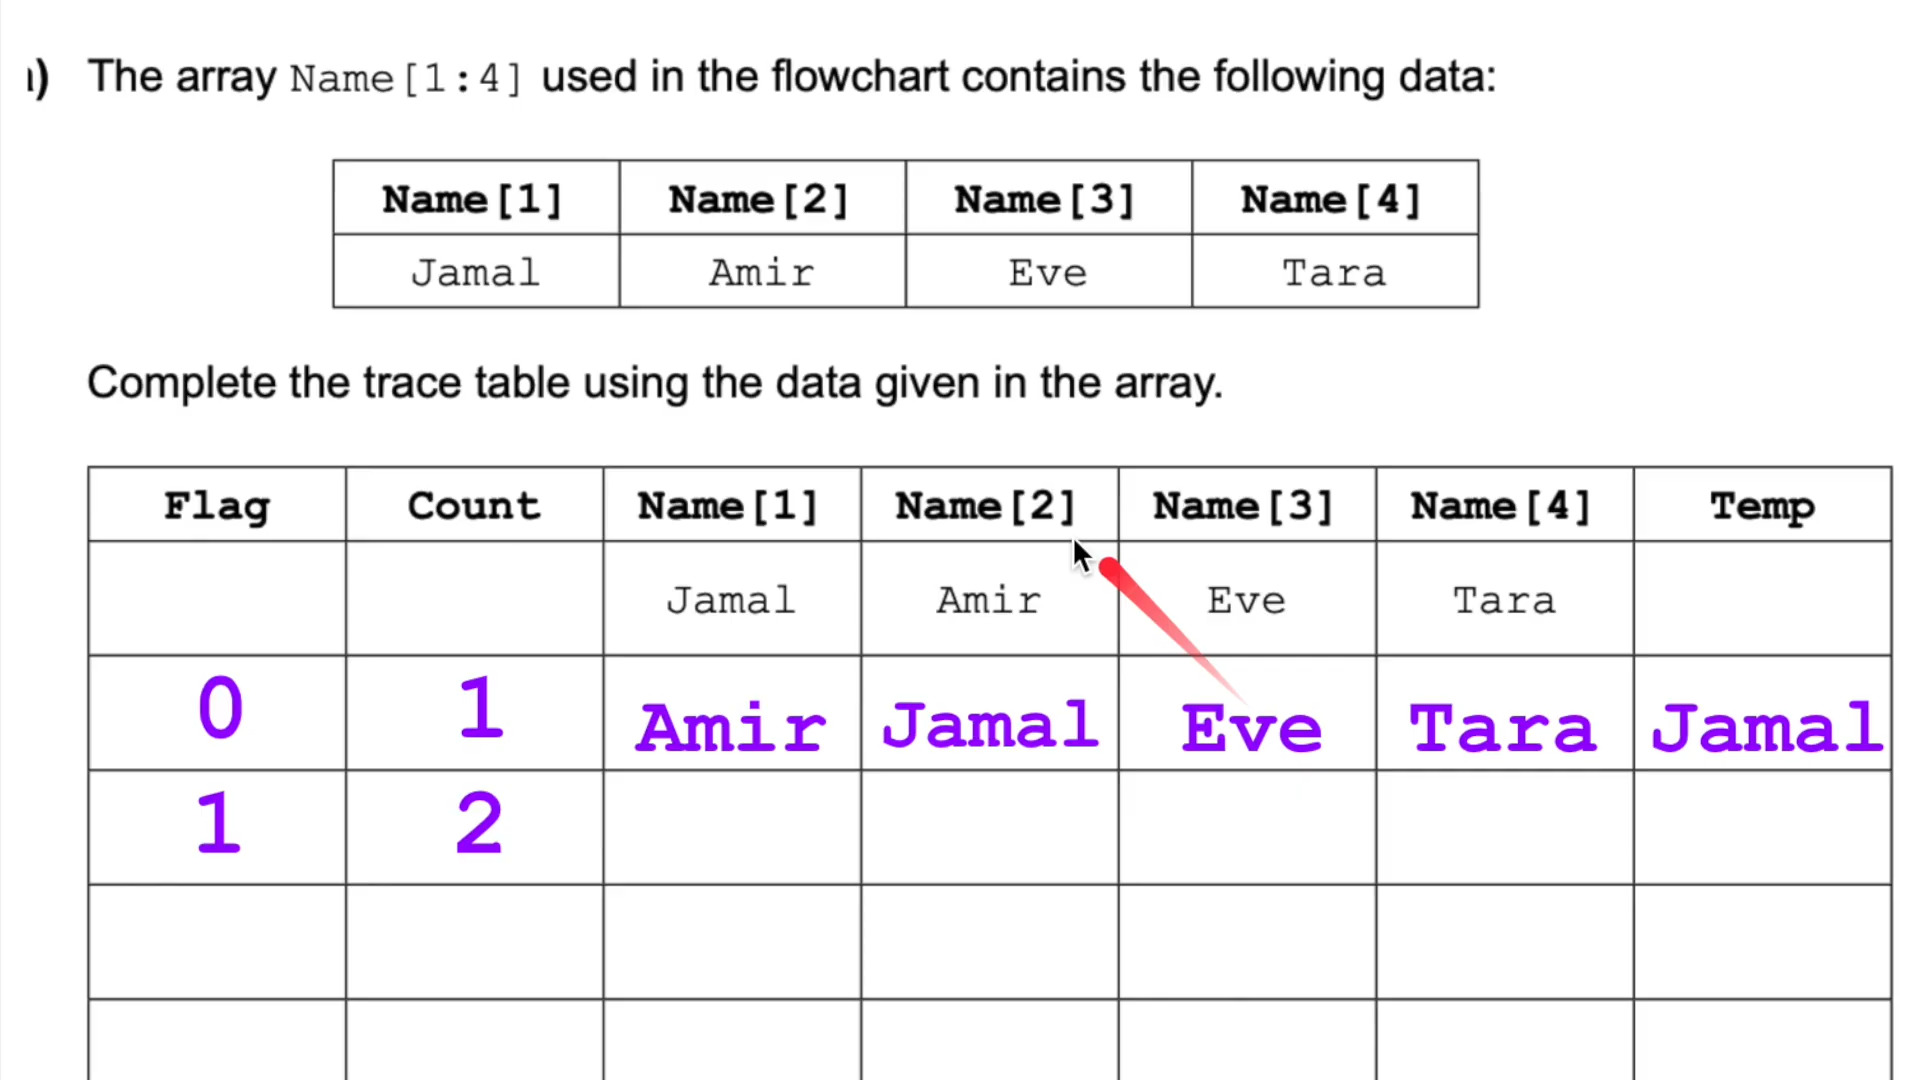 ) The array Name[1:4] used in the flowchart contains the following data:
Name[1] Name[2] Name[3] Name[4]
Jamal Amir Eve Tara
Complete the trace table using the data given in the array.
Flag Count Name[1] Name[2] Name[3] Name[4] Temp
Jamal Amir Eve Tara
0 1 Amir Jamal Eve Tara Jamal
1 2